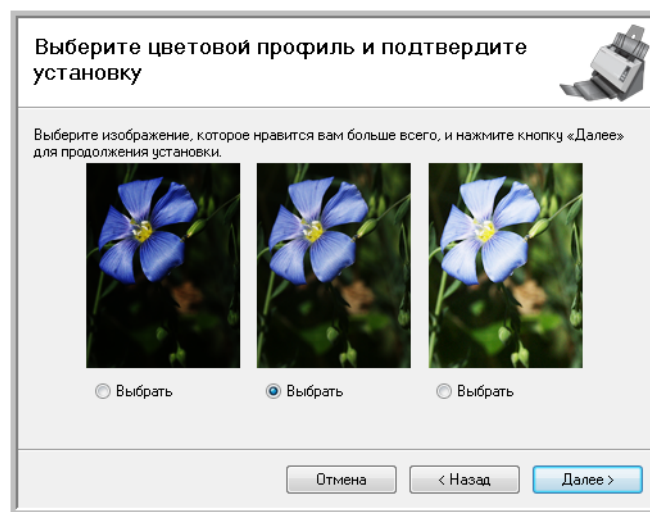 Выберите цветовой профиль и подтвердите
установку
Выберите изображение, которое нравится вам больше всего, и нажмите кнопку «Далее»
для продолжения установки.
Выбрать
Выбрать
Выбрать
Отмена
< Назад
Далее >